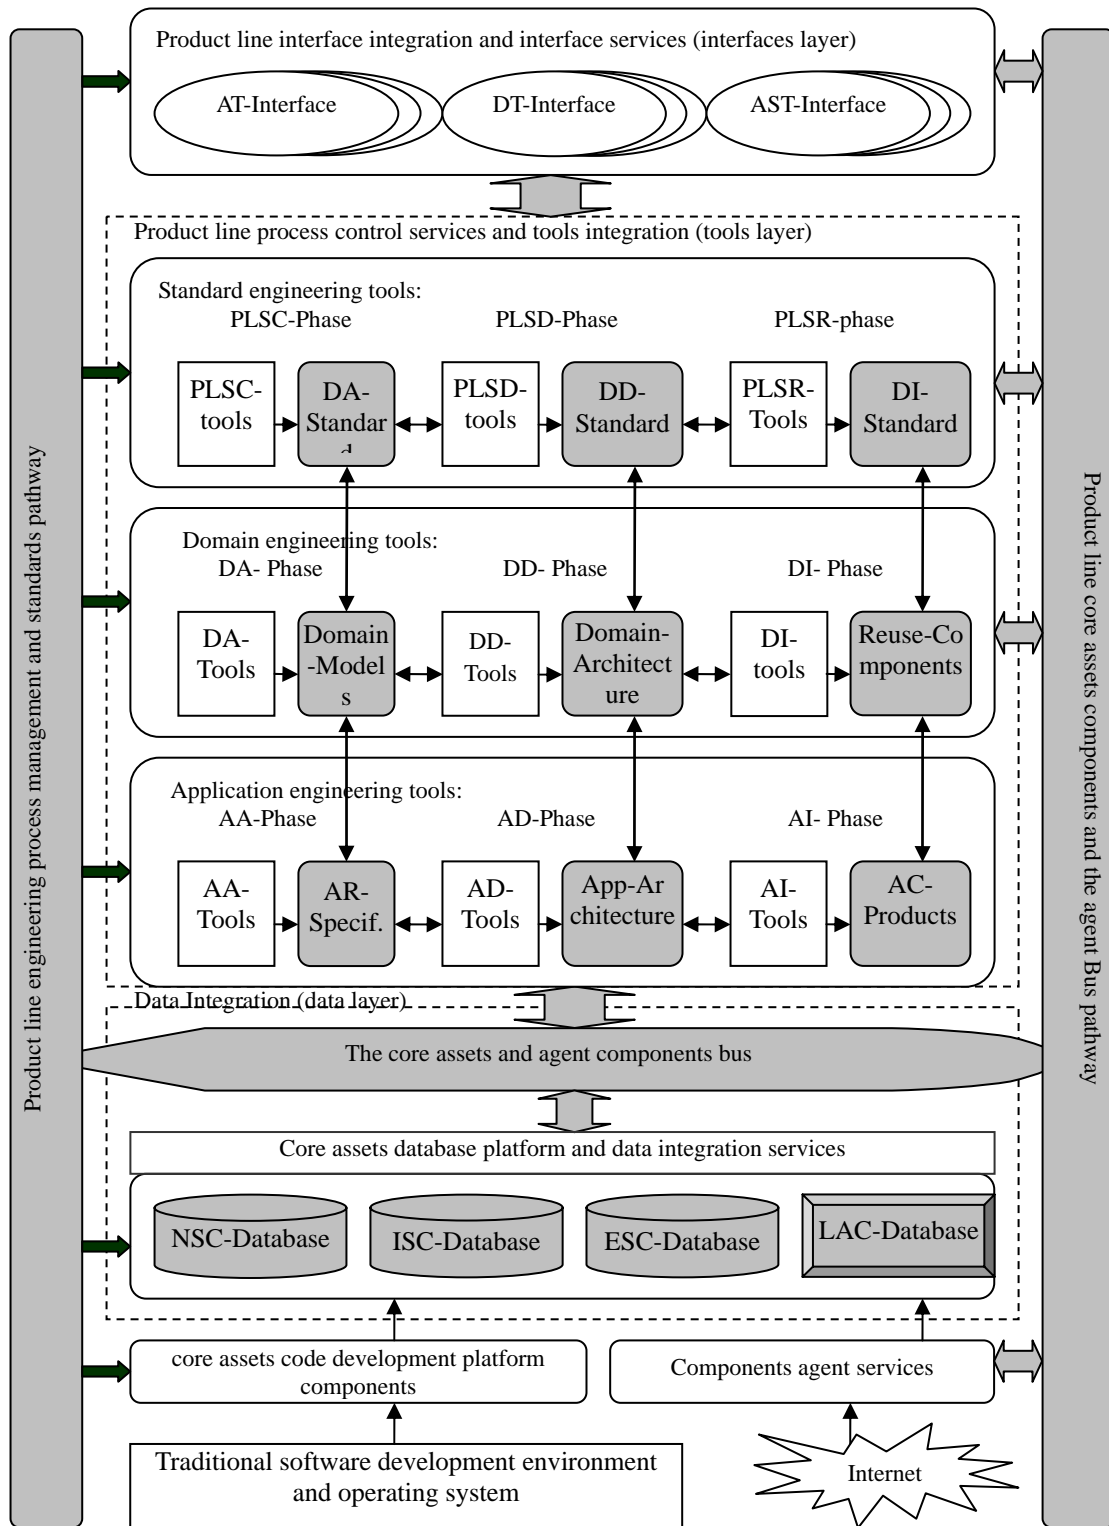 Product line interface integration and interface services (interfaces layer)
AT-Interface
DT-Interface
AST-Interface
Product line process control services and tools integration (tools layer)
Standard engineering tools:
PLSC-Phase
PLSD-Phase
PLSR-phase
PLSC-
tools
DA-
Standar
d
PLSD-
tools
DD-
Standard
PLSR-
Tools
DI-
Standard
Domain engineering tools:
DA- Phase
DD- Phase
DI- Phase
DA-
Tools
Domain
-Model
s
DD-
Tools
Domain-
Architect
ure
DI-
tools
Reuse-Co
mponents
Application engineering tools:
AA-Phase
AD-Phase
AI- Phase
AA-
Tools
AR-
Specif.
AD-
Tools
App-Ar
chitecture
AI-
Tools
AC-
Products
Data Integration (data layer)
The core assets and agent components bus
Core assets database platform and data integration services
NSC-Database
ISC-Database
ESC-Database
LAC-Database
core assets code development platform
components
Components agent services
Traditional software development environment
and operating system
Internet
Product line engineering process management and standards pathway
Product line core assets components and the agent Bus pathway